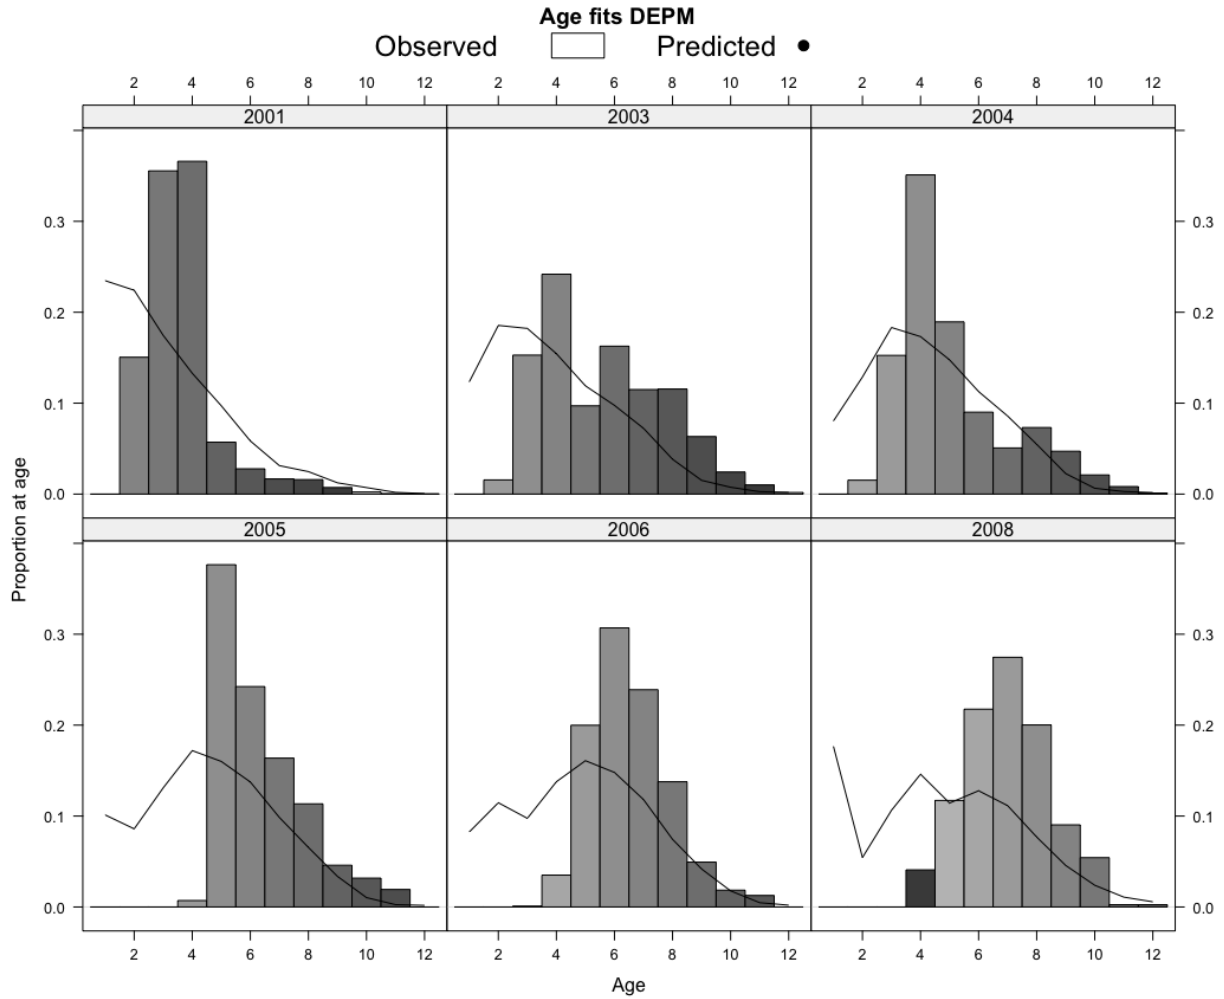 Age fits DEPM
Observed Predicted
2 4 6 8 10 12 2 4 6 8 10 12 2 4 6 8 10 12
2001 2003 2004
0.3 0.3
0.2 0.2
0.1 0.1
0.0 0.0
Proportion at age
2005 2006 2008
0.3 0.3
0.2 0.2
0.1 0.1
0.0 0.0
2 4 6 8 10 12 2 4 6 8 10 12 2 4 6 8 10 12
Age